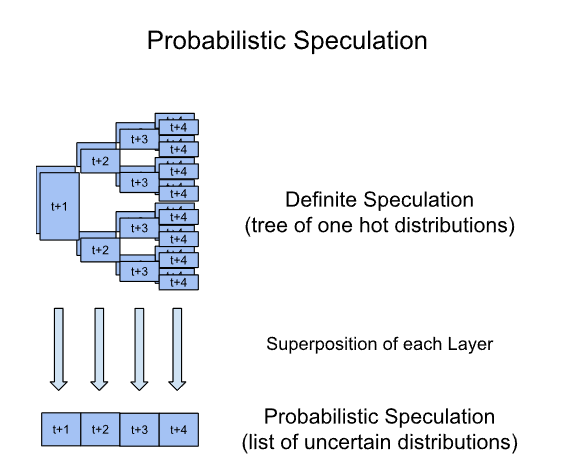 Probabilistic Speculation
t+4
t+3
t+4
t+2
t+4
t+3
t+4
t+1
t+4
t+3
t+4
t+2
t+4
t+3
t+4
Definite Speculation
(tree of one hot distributions)
Superposition of each Layer
t+1 t+2 t+3 t+4
Probabilistic Speculation
(list of uncertain distributions)